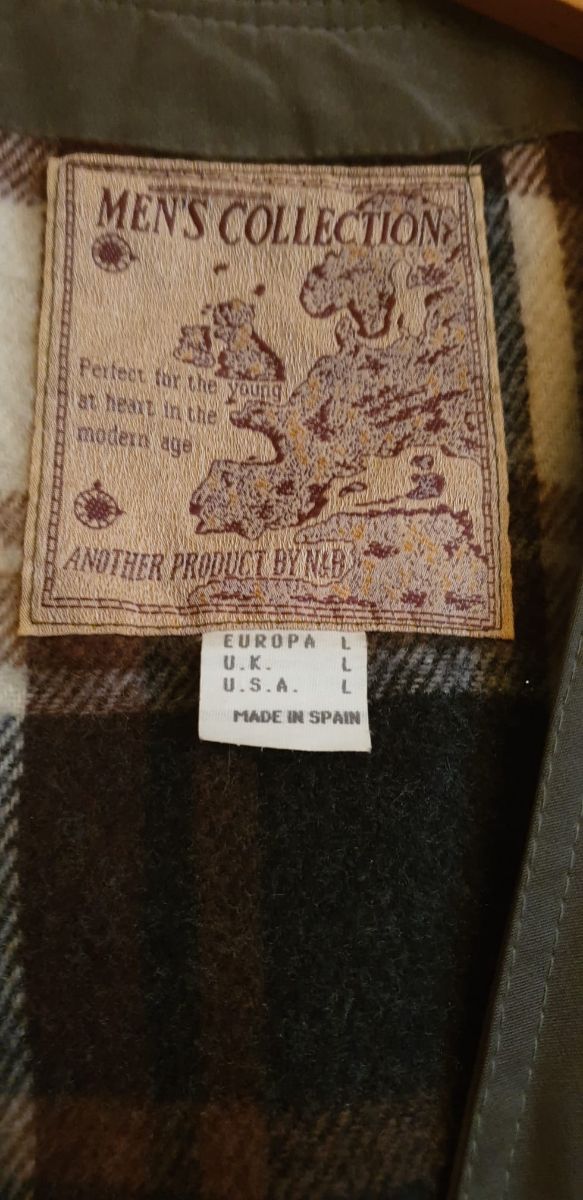 MEN'S COLLECTION
Perfect for the young
at heart in the
modern age
ANOTHER PRODUCT BY N&B
EUROPA L
U.K. L
U.S.A. L
MADE IN SPAIN